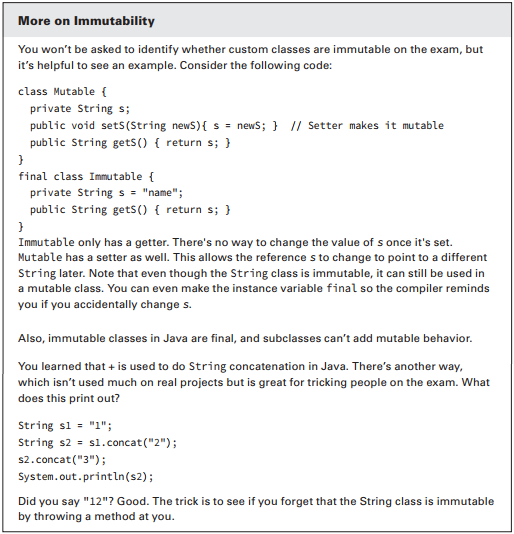 More on Immutability
You won't be asked to identify whether custom classes are immutable on the exam, but
it's helpful to see an example. Consider the following code:
class Mutable {
private String s;
public void setS(String newS){ s = newS; }  // Setter makes it mutable
public String getS() { return s; }
}
final class Immutable {
private String s = "name";
public String getS() { return s; }
}
Immutable only has a getter. There's no way to change the value of s once it's set.
Mutable has a setter as well. This allows the reference s to change to point to a different
String later. Note that even though the String class is immutable, it can still be used in
a mutable class. You can even make the instance variable final so the compiler reminds
you if you accidentally change s.
Also, immutable classes in Java are final, and subclasses can't add mutable behavior.
You learned that + is used to do String concatenation in Java. There's another way,
which isn't used much on real projects but is great for tricking people on the exam. What
does this print out?
String s1 = "1";
String s2 = s1.concat("2");
s2.concat("3");
System.out.println(s2);
Did you say "12"? Good. The trick is to see if you forget that the String class is immutable
by throwing a method at you.